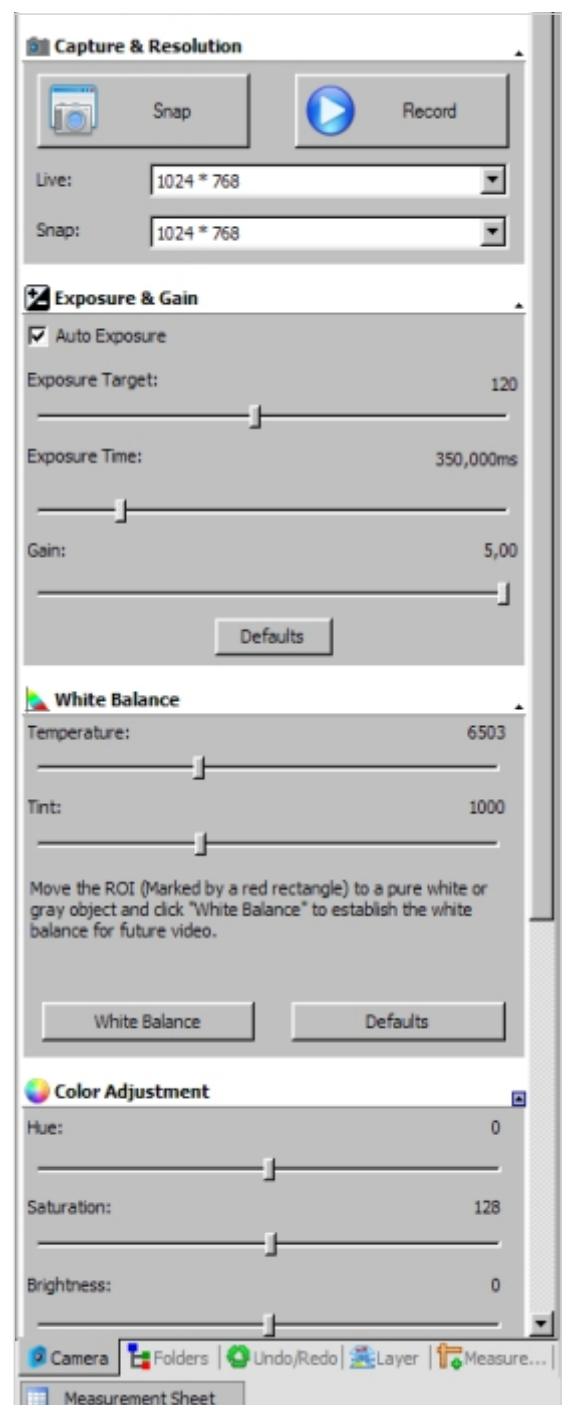 Capture & Resolution
Snap Record
Live: 1024 * 768
Snap: 1024 * 768
Exposure & Gain
Auto Exposure
Exposure Target: 120
Exposure Time: 350,000ms
Gain: 5,00
Defaults
White Balance
Temperature: 6503
Tint: 1000
Move the ROI (Marked by a red rectangle) to a pure white or
gray object and click "White Balance" to establish the white
balance for future video.
White Balance Defaults
Color Adjustment
Hue: 0
Saturation: 128
Brightness: 0
Camera Folders Undo/Redo Layer Measure...
Measurement Sheet